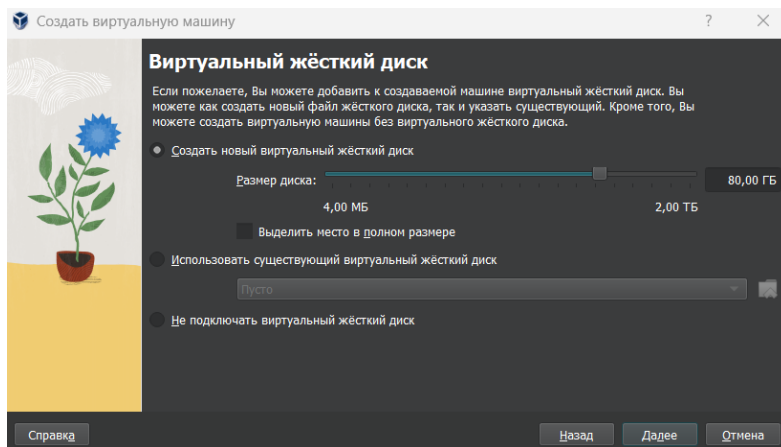 Создать виртуальную машину
?
Виртуальный жёсткий диск
Если пожелаете, Вы можете добавить к создаваемой машине виртуальный жёсткий диск. Вы
можете как создать новый файл жёсткого диска, так и указать существующий. Кроме того, Вы
можете создать виртуальную машины без виртуального жёсткого диска.
Создать новый виртуальный жёсткий диск
Размер диска:
80,00 ГБ
4,00 МБ
2,00 ТБ
Выделить место в полном размере
Использовать существующий виртуальный жёсткий диск
Пусто
Не подключать виртуальный жёсткий диск
Справка
Назад
Далее
Отмена